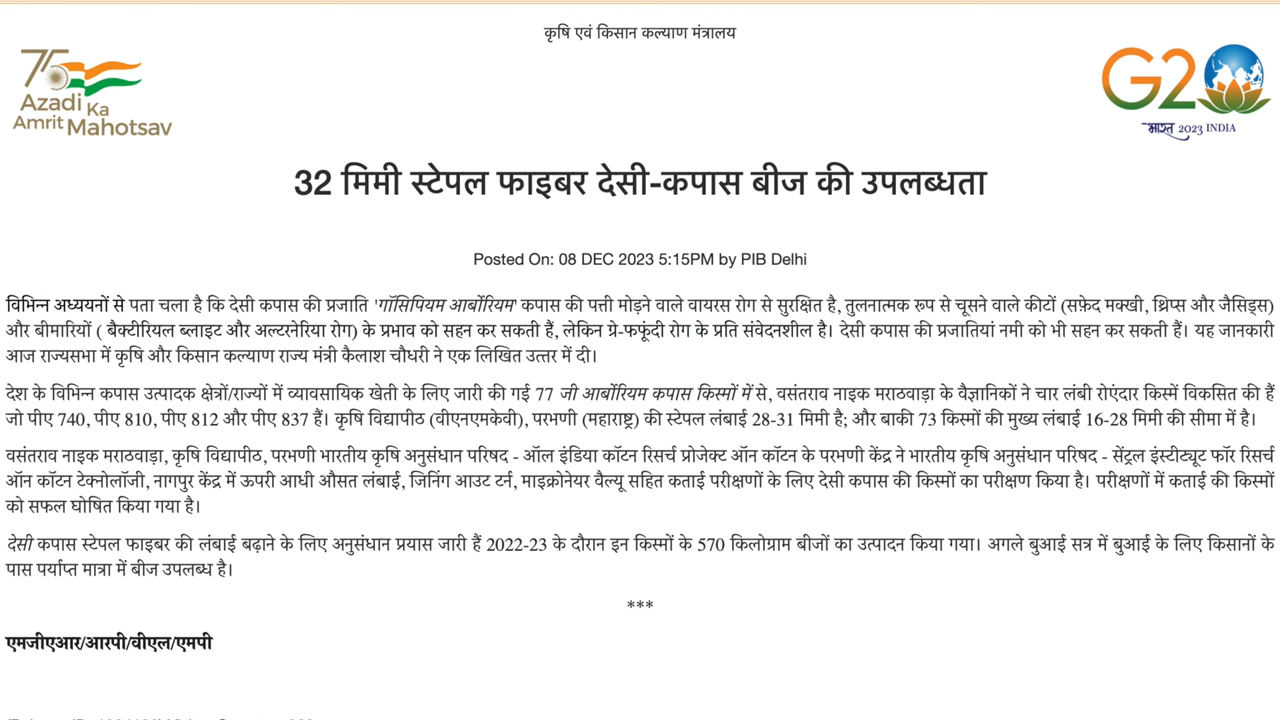 कृषि एवं किसान कल्याण मंत्रालय
75
Azadi Ka
Amrit Mahotsav
G20
भारत 2023 INDIA
32 मिमी स्टेपल फाइबर देसी-कपास बीज की उपलब्धता
Posted On: 08 DEC 2023 5:15PM by PIB Delhi
विभिन्न अध्ययनों से पता चला है कि देसी कपास की प्रजाति 'गॉसिपियम आर्बोरियम' कपास की पत्ती मोड़ने वाले वायरस रोग से सुरक्षित है, तुलनात्मक रूप से चूसने वाले कीटों (सफ़ेद मक्खी, थ्रिप्स और जैसिड्स)
और बीमारियों ( बैक्टीरियल ब्लाइट और अल्टरनेरिया रोग) के प्रभाव को सहन कर सकती हैं, लेकिन ग्रे-फफूंदी रोग के प्रति संवेदनशील है। देसी कपास की प्रजातियां नमी को भी सहन कर सकती हैं। यह जानकारी
आज राज्यसभा में कृषि और किसान कल्याण राज्य मंत्री कैलाश चौधरी ने एक लिखित उत्तर में दी।
देश के विभिन्न कपास उत्पादक क्षेत्रों/राज्यों में व्यावसायिक खेती के लिए जारी की गई 77 जी आर्बोरियम कपास किस्मों में से, वसंतराव नाइक मराठवाड़ा के वैज्ञानिकों ने चार लंबी रोएंदार किस्में विकसित की हैं
जो पीए 740, पीए 810, पीए 812 और पीए 837 हैं। कृषि विद्यापीठ (वीएनएमकेवी), परभणी (महाराष्ट्र) की स्टेपल लंबाई 28-31 मिमी है; और बाकी 73 किस्मों की मुख्य लंबाई 16-28 मिमी की सीमा में है।
वसंतराव नाइक मराठवाड़ा, कृषि विद्यापीठ, परभणी भारतीय कृषि अनुसंधान परिषद - ऑल इंडिया कॉटन रिसर्च प्रोजेक्ट ऑन कॉटन के परभणी केंद्र ने भारतीय कृषि अनुसंधान परिषद - सेंट्रल इंस्टीट्यूट फॉर रिसर्च
ऑन कॉटन टेक्नोलॉजी, नागपुर केंद्र में ऊपरी आधी औसत लंबाई, जिनिंग आउट टर्न, माइक्रोनेयर वैल्यू सहित कताई परीक्षणों के लिए देसी कपास की किस्मों का परीक्षण किया है। परीक्षणों में कताई की किस्मों
को सफल घोषित किया गया है।
देसी कपास स्टेपल फाइबर की लंबाई बढ़ाने के लिए अनुसंधान प्रयास जारी हैं 2022-23 के दौरान इन किस्मों के 570 किलोग्राम बीजों का उत्पादन किया गया। अगले बुआई सत्र में बुआई के लिए किसानों के
पास पर्याप्त मात्रा में बीज उपलब्ध है।
***
एमजीएआर/आरपी/वीएल/एमपी